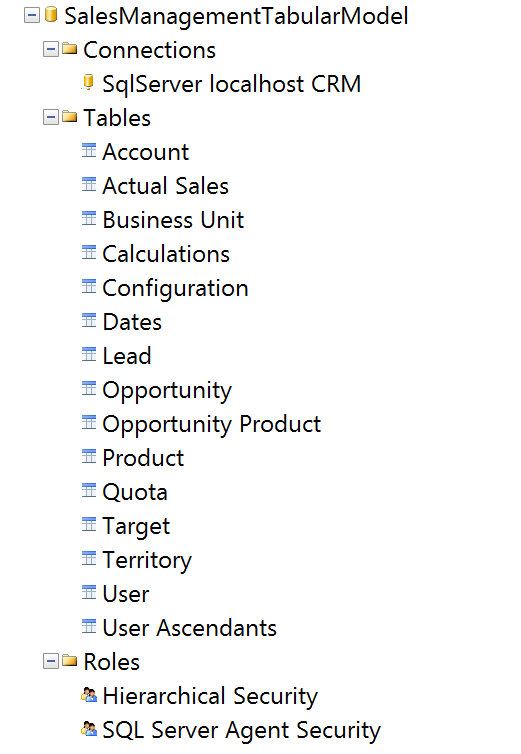 SalesManagementTabularModel
Connections
SqlServer localhost CRM
Tables
Account
Actual Sales
Business Unit
Calculations
Configuration
Dates
Lead
Opportunity
Opportunity Product
Product
Quota
Target
Territory
User
User Ascendants
Roles
Hierarchical Security
SQL Server Agent Security